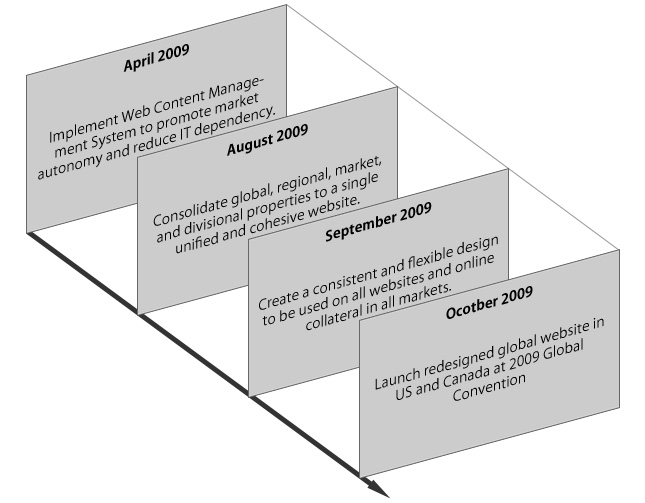 April 2009
Implement Web Content Manage-
ment System to promote market
autonomy and reduce IT dependency.
August 2009
Consolidate global, regional, market,
and divisional properties to a single
unified and cohesive website.
September 2009
Create a consistent and flexible design
to be used on all websites and online
collateral in all markets.
Ocotber 2009
Launch redesigned global website in
US and Canada at 2009 Global
Convention